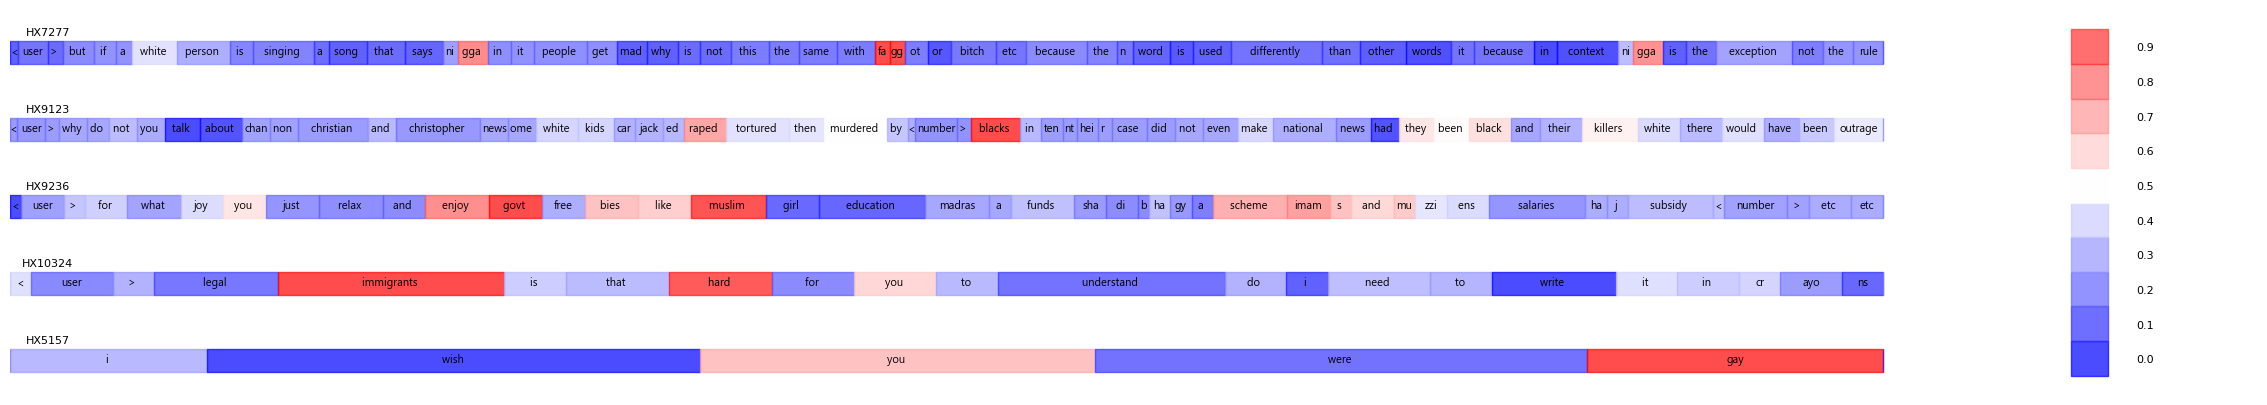 HX7277
< user > but if a white person is singing a song that says ni gga in it people get mad why is not this the same with fa gg ot or bitch etc because the n word is used differently than other words it because in context ni gga is the exception not the rule
HX9123
< user > why do not you talk about chan non christian and christopher news ome white kids car jack ed raped tortured then murdered by < number > blacks in ten nt hei r case did not even make national news had they been black and their killers white there would have been outrage
HX9236
< user > for what joy you just relax and enjoy govt free bies like muslim girl education madras a funds sha di b ha gy a scheme imam s and mu zzi ens salaries ha j subsidy < number > etc etc
HX10324
< user > legal immigrants is that hard for you to understand do i need to write it in cr ayo ns
HX5157
i wish you were gay
0.9
0.8
0.7
0.6
0.5
0.4
0.3
0.2
0.1
0.0